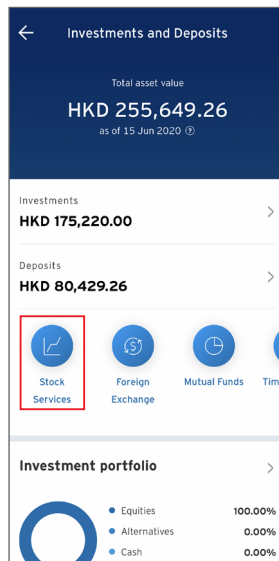 Investments and Deposits
Total asset value
HKD 255,649.26
as of 15 Jun 2020 ?
Investments
HKD 175,220.00
Deposits
HKD 80,429.26
Stock Services
Foreign Exchange
Mutual Funds
Tim
Investment portfolio
Equities 100.00%
Alternatives 0.00%
Cash 0.00%